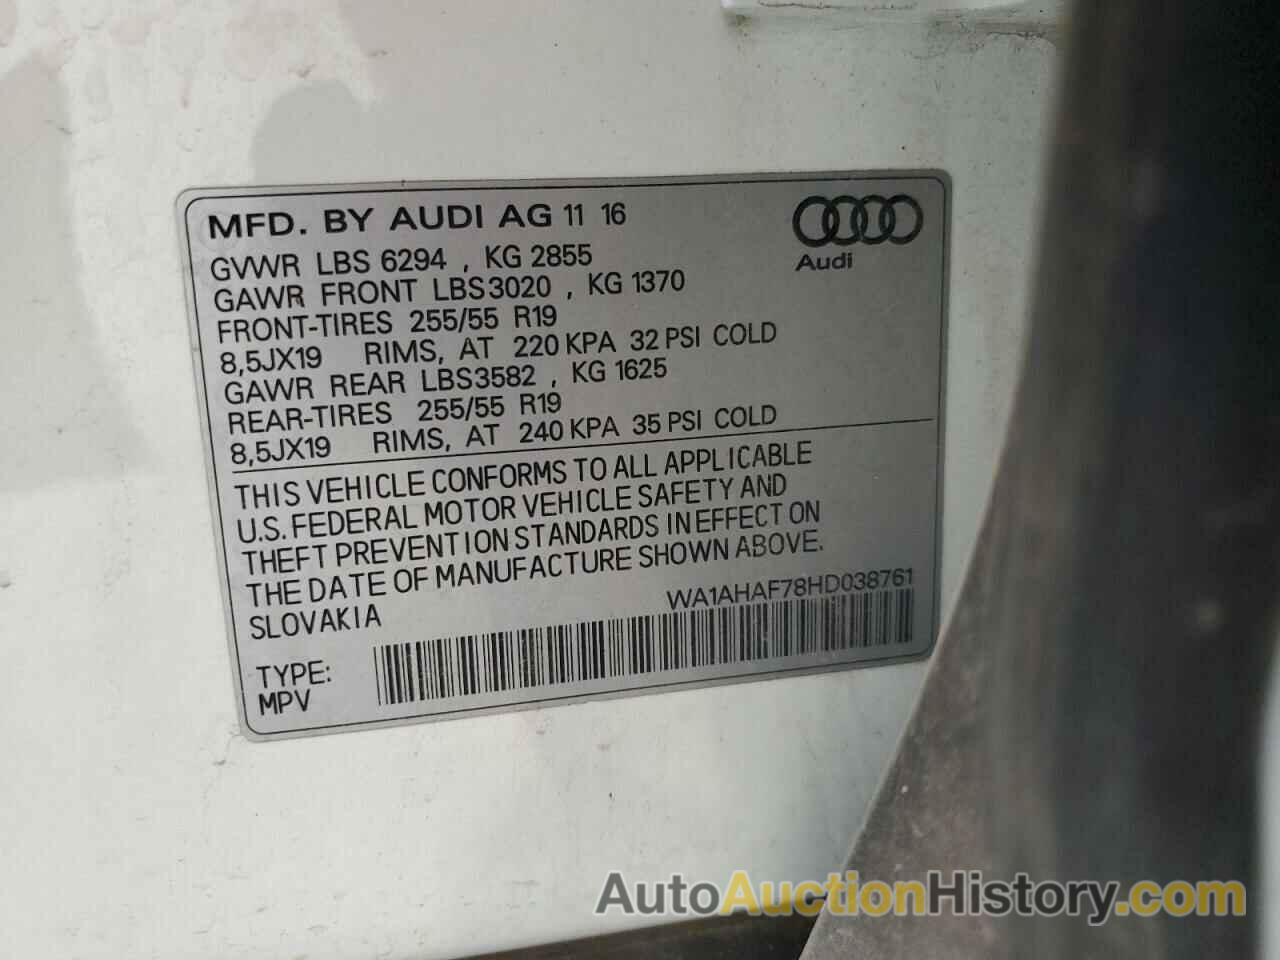 MFD. BY AUDI AG 11 16
GVWR LBS 6294 , KG 2855
GAWR FRONT LBS3020 , KG 1370
FRONT-TIRES 255/55 R19
8,5JX19 RIMS, AT 220 KPA 32 PSI COLD
GAWR REAR LBS3582 , KG 1625
REAR-TIRES 255/55 R19
8,5JX19 RIMS, AT 240 KPA 35 PSI COLD
Audi
THIS VEHICLE CONFORMS TO ALL APPLICABLE
U.S. FEDERAL MOTOR VEHICLE SAFETY AND
THEFT PREVENTION STANDARDS IN EFFECT ON
THE DATE OF MANUFACTURE SHOWN ABOVE.
SLOVAKIA
WA1AHAF78HD038761
TYPE:
MPV
AutoAuctionHistory.com